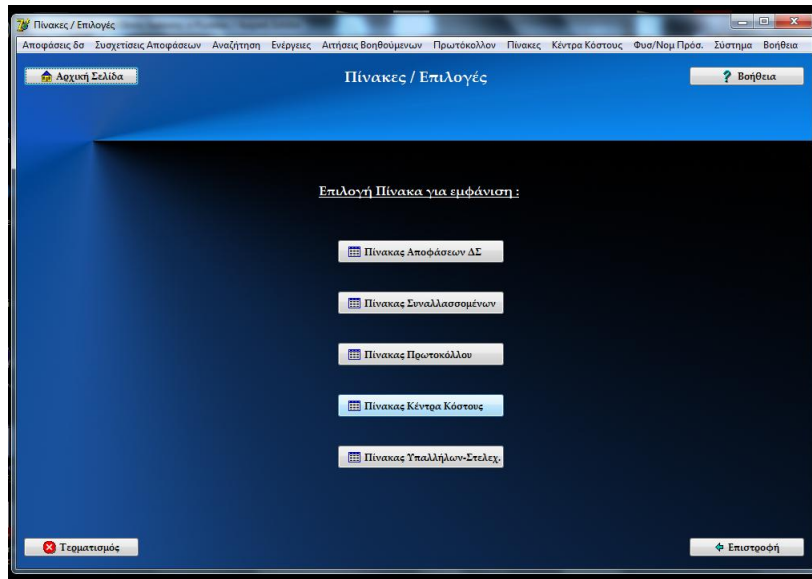 Πίνακες / Επιλογές
Αποφάσεις δσ Συσχετίσεις Αποφάσεων Αναζήτηση Ενέργειες Αιτήσεις Βοηθούμενων Πρωτόκολλον Πίνακες Κέντρα Κόστους Φυσ/Νομ Πρόσ. Σύστημα Βοήθεια
Αρχική Σελίδα
Πίνακες / Επιλογές
? Βοήθεια
Επιλογή Πίνακα για εμφάνιση :
Πίνακας Αποφάσεων ΔΣ
Πίνακας Συναλλασσομένων
Πίνακας Πρωτοκόλλου
Πίνακας Κέντρα Κόστους
Πίνακας Υπαλλήλων-Στελεχ.
Τερματισμός
Επιστροφή